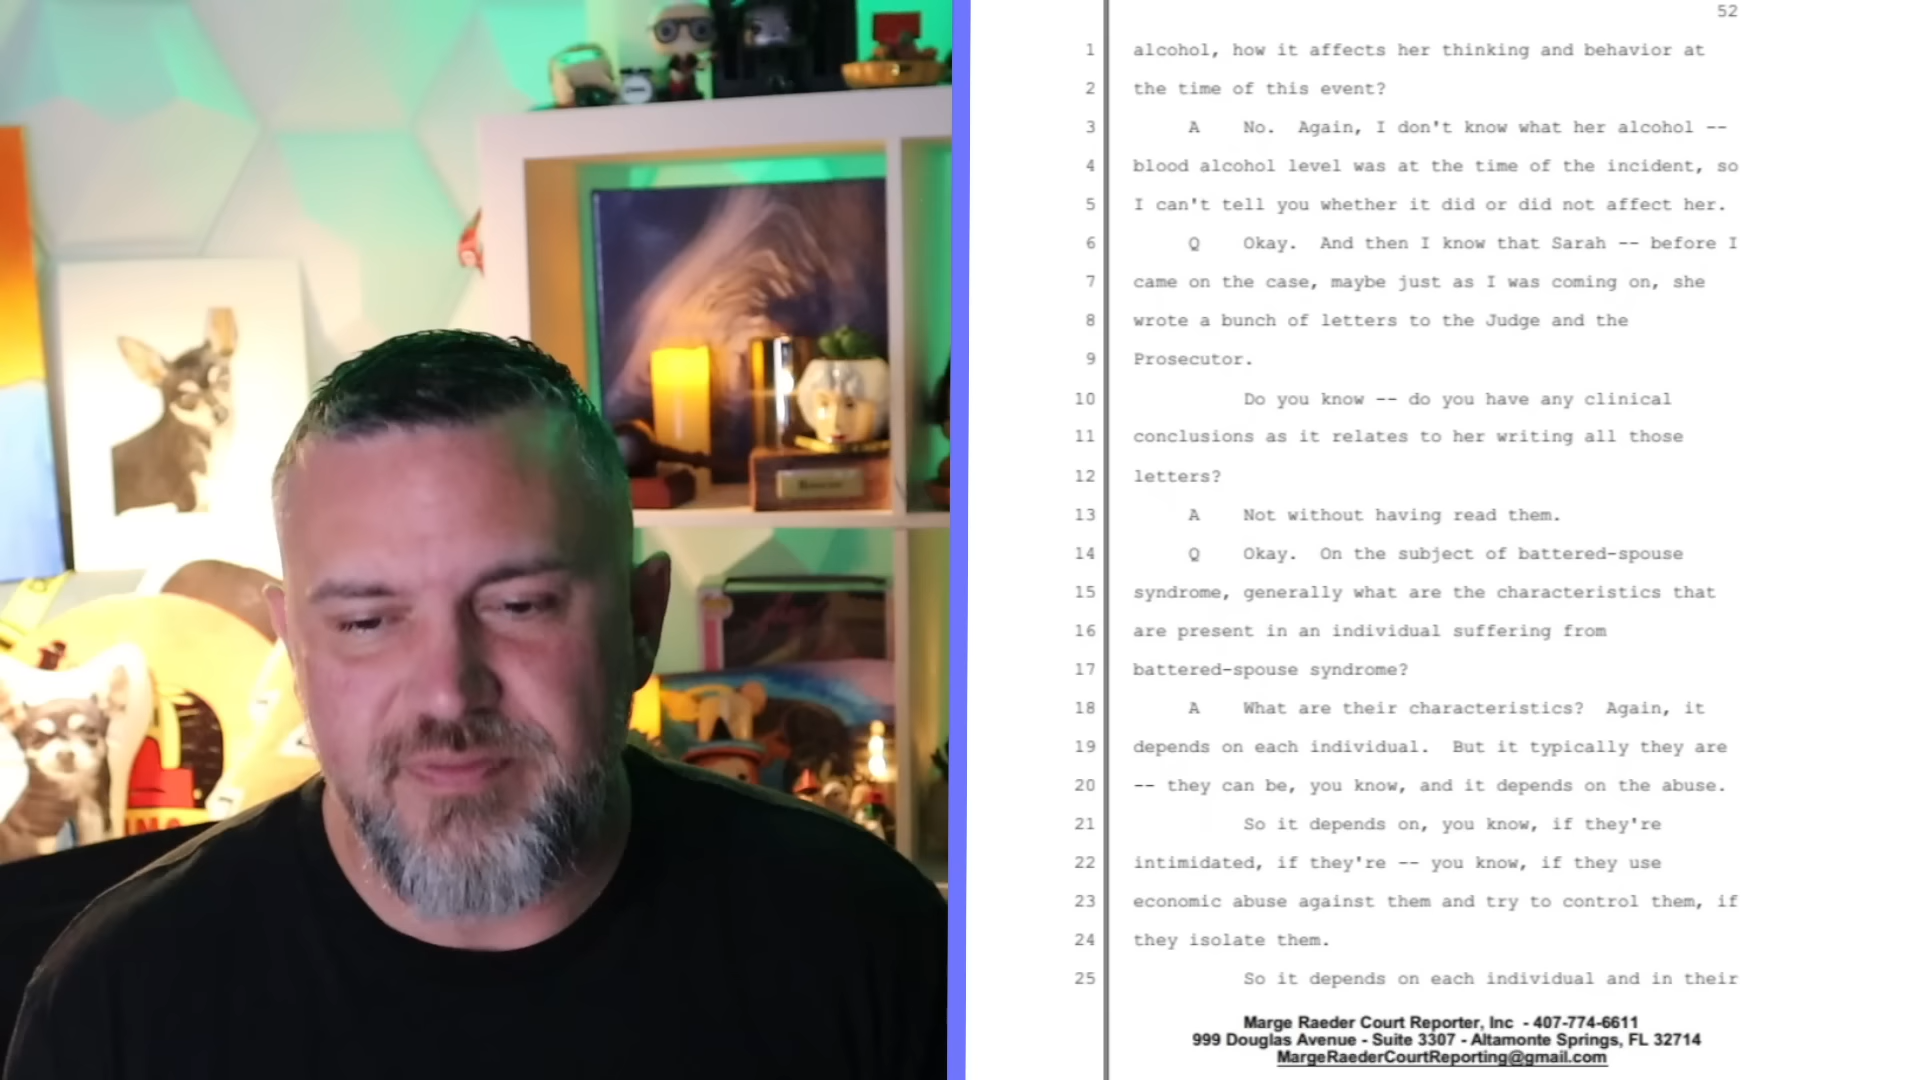 52
1 alcohol, how it affects her thinking and behavior at
2 the time of this event?
3 A No. Again, I don't know what her alcohol --
4 blood alcohol level was at the time of the incident, so
5 I can't tell you whether it did or did not affect her.
6 Q Okay. And then I know that Sarah -- before I
7 came on the case, maybe just as I was coming on, she
8 wrote a bunch of letters to the Judge and the
9 Prosecutor.
10 Do you know -- do you have any clinical
11 conclusions as it relates to her writing all those
12 letters?
13 A Not without having read them.
14 Q Okay. On the subject of battered-spouse
15 syndrome, generally what are the characteristics that
16 are present in an individual suffering from
17 battered-spouse syndrome?
18 A What are their characteristics? Again, it
19 depends on each individual. But it typically they are
20 -- they can be, you know, and it depends on the abuse.
21 So it depends on, you know, if they're
22 intimidated, if they're -- you know, if they use
23 economic abuse against them and try to control them, if
24 they isolate them.
25 So it depends on each individual and in their
Marge Raeder Court Reporter, Inc - 407-774-6611
999 Douglas Avenue - Suite 3307 - Altamonte Springs, FL 32714
MargeRaederCourtReporting@gmail.com